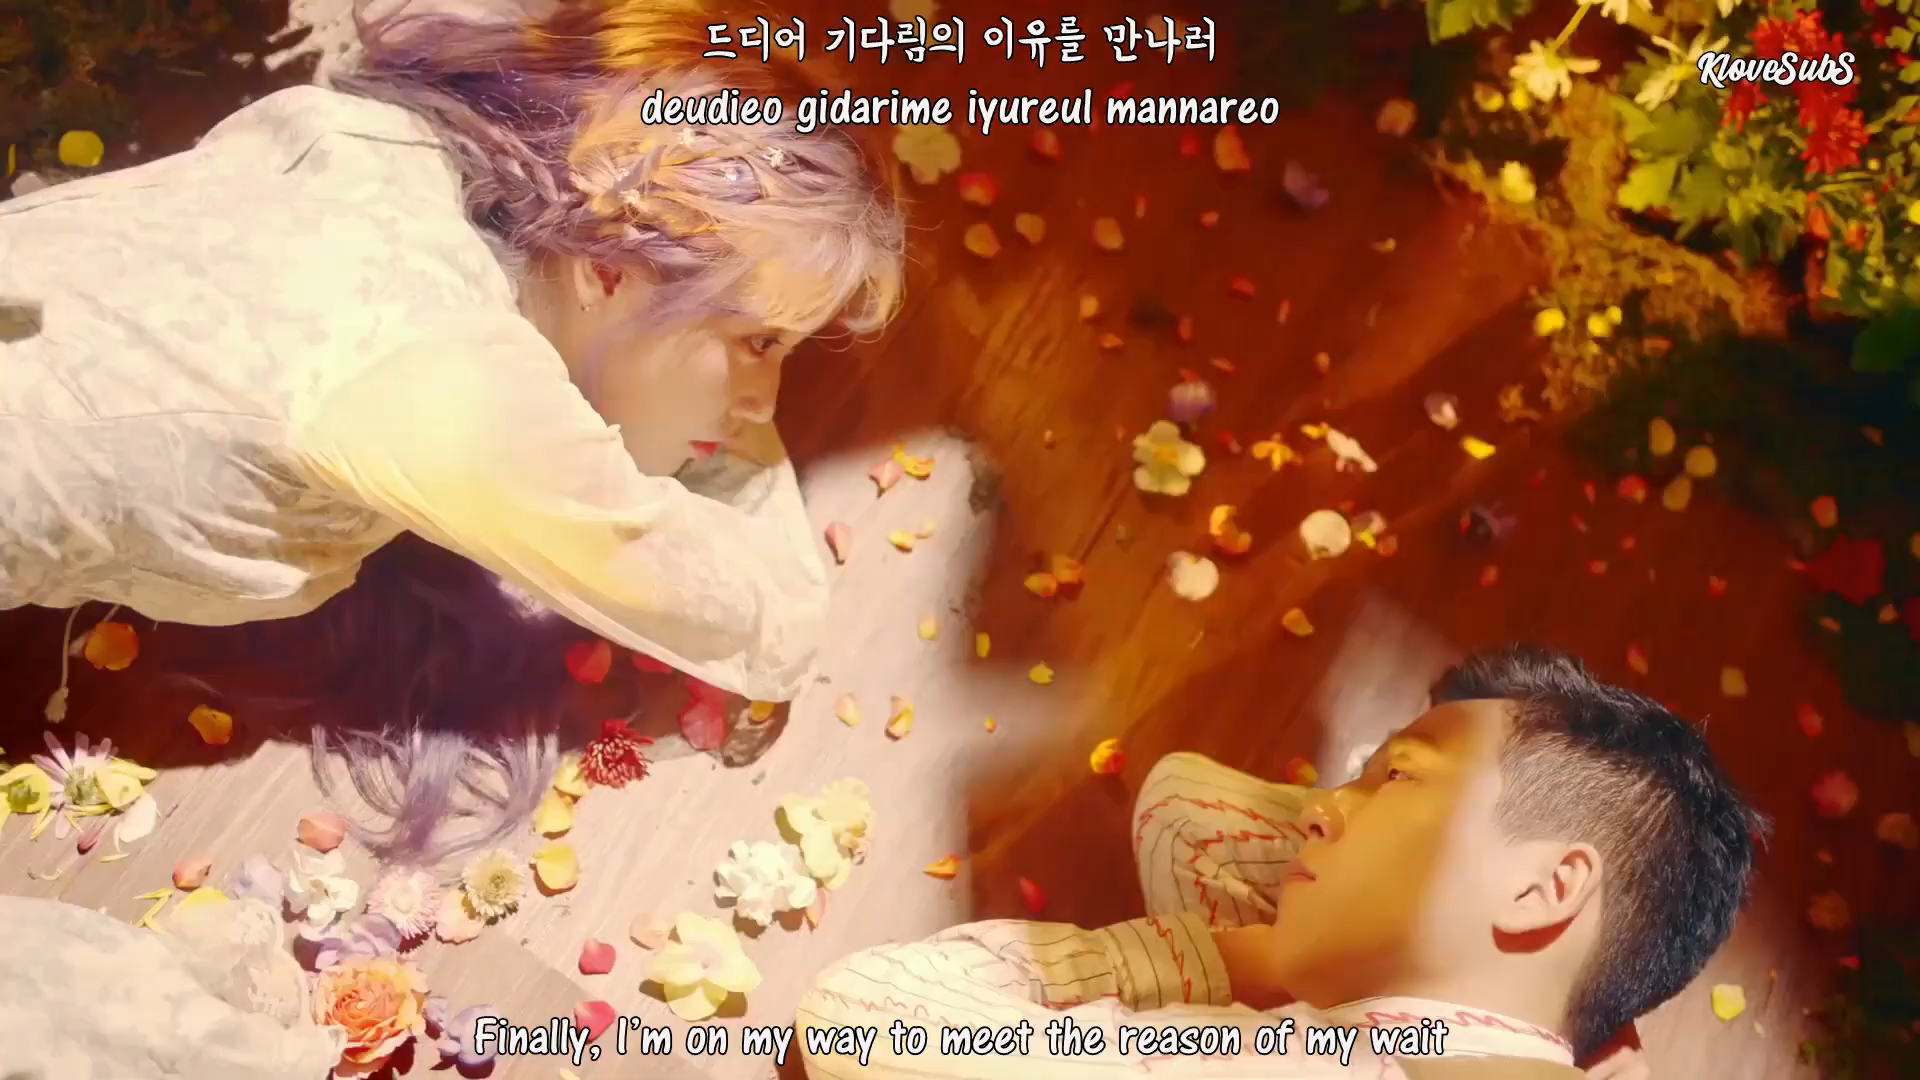 드디어 기다림의 이유를 만나러
deudieo gidarime iyureul mannareo
KloveSubS
Finally, I'm on my way to meet the reason of my wait